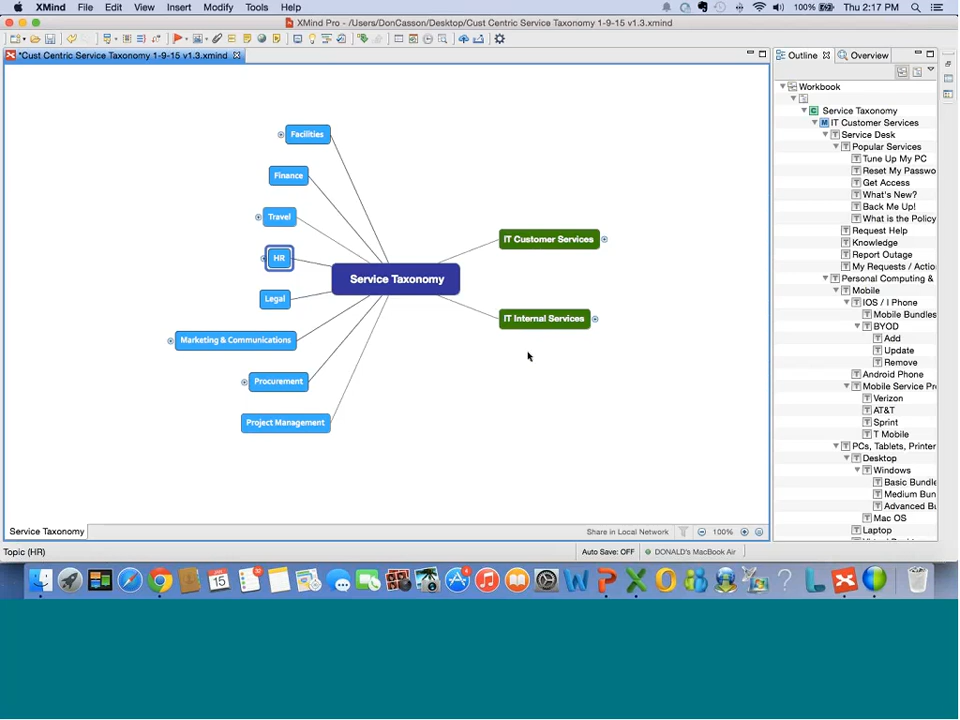 XMind File Edit View Insert Modify Tools Help 100% Thu 2:17 PM
XMind Pro - /Users/DonCasson/Desktop/Cust Centric Service Taxonomy 1-9-15 v1.3.xmind
*Cust Centric Service Taxonomy 1-9-15 v1.3.xmind
Outline Overview
Facilities
Finance
Travel
HR
Legal
Marketing & Communications
Procurement
Project Management
Service Taxonomy
IT Customer Services
IT Internal Services
Workbook
Service Taxonomy
IT Customer Services
Service Desk
Popular Services
Tune Up My PC
Reset My Passwo
Get Access
What's New?
Back Me Up!
What is the Policy
Request Help
Knowledge
Report Outage
My Requests / Actio
Personal Computing &
Mobile
IOS / I Phone
Mobile Bundles
BYOD
Add
Update
Remove
Android Phone
Mobile Service Pr
Verizon
AT&T
Sprint
T Mobile
PCs, Tablets, Printer
Desktop
Windows
Basic Bundle
Medium Bun
Advanced Bu
Mac OS
Laptop
Service Taxonomy
Share in Local Network 100%
Topic (HR)
Auto Save: OFF DONALD's MacBook Air